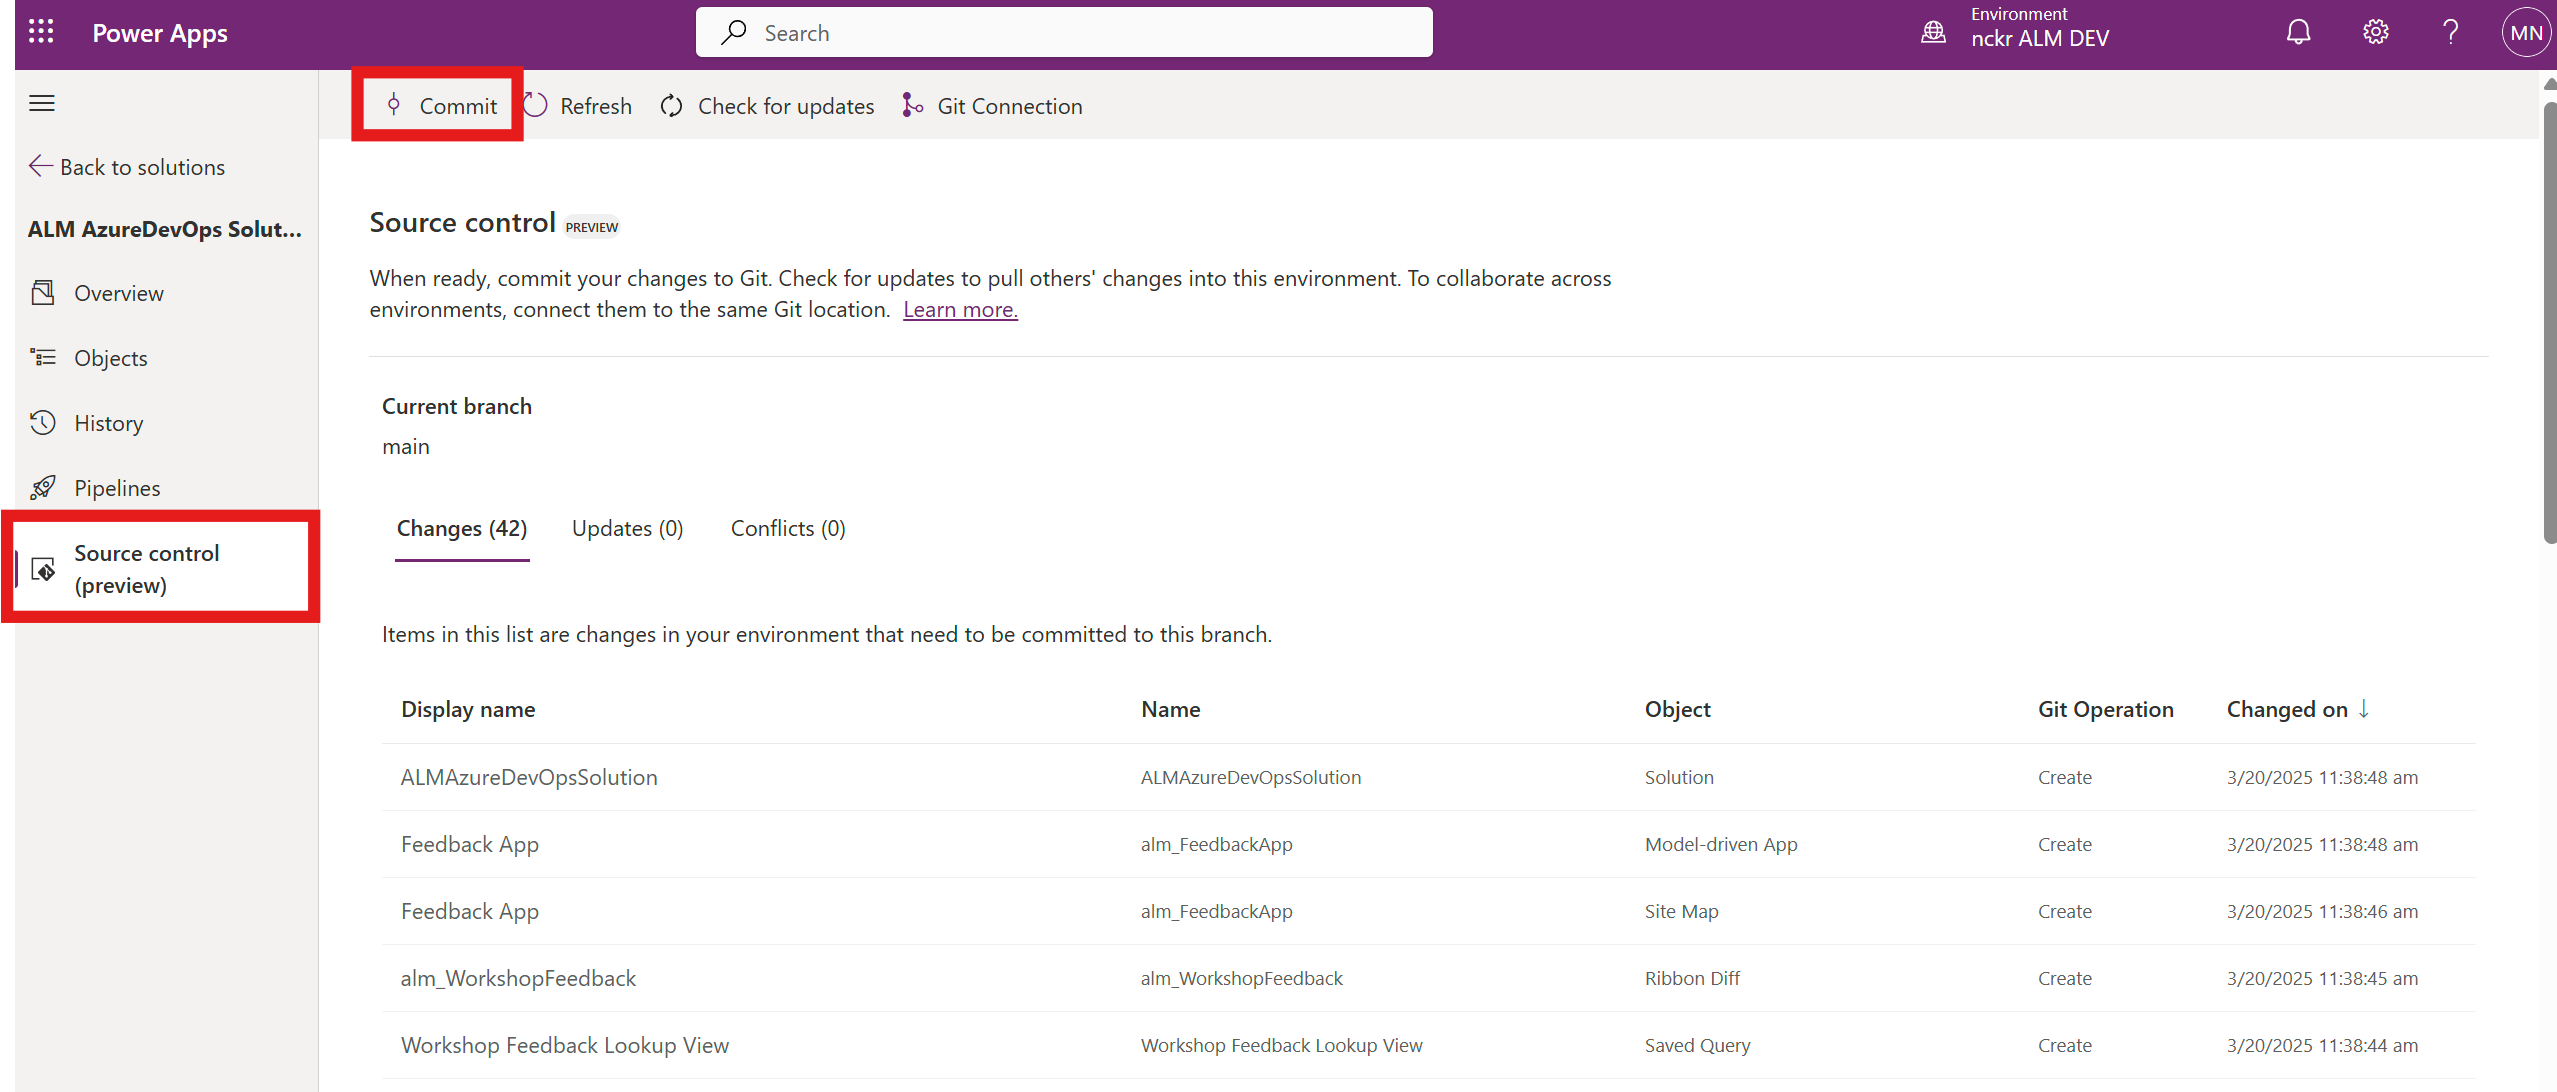 Power Apps
Search
Environment
nckr ALM DEV
MN
Commit
Refresh
Check for updates
Git Connection
Back to solutions
ALM AzureDevOps Solut...
Overview
Objects
History
Pipelines
Source control
(preview)
Source control PREVIEW
When ready, commit your changes to Git. Check for updates to pull others' changes into this environment. To collaborate across
environments, connect them to the same Git location. Learn more.
Current branch
main
Changes (42)
Updates (0)
Conflicts (0)
Items in this list are changes in your environment that need to be committed to this branch.
Display name Name Object Git Operation Changed on ↓
ALMAzureDevOpsSolution ALMAzureDevOpsSolution Solution Create 3/20/2025 11:38:48 am
Feedback App alm_FeedbackApp Model-driven App Create 3/20/2025 11:38:48 am
Feedback App alm_FeedbackApp Site Map Create 3/20/2025 11:38:46 am
alm_WorkshopFeedback alm_WorkshopFeedback Ribbon Diff Create 3/20/2025 11:38:45 am
Workshop Feedback Lookup View Workshop Feedback Lookup View Saved Query Create 3/20/2025 11:38:44 am